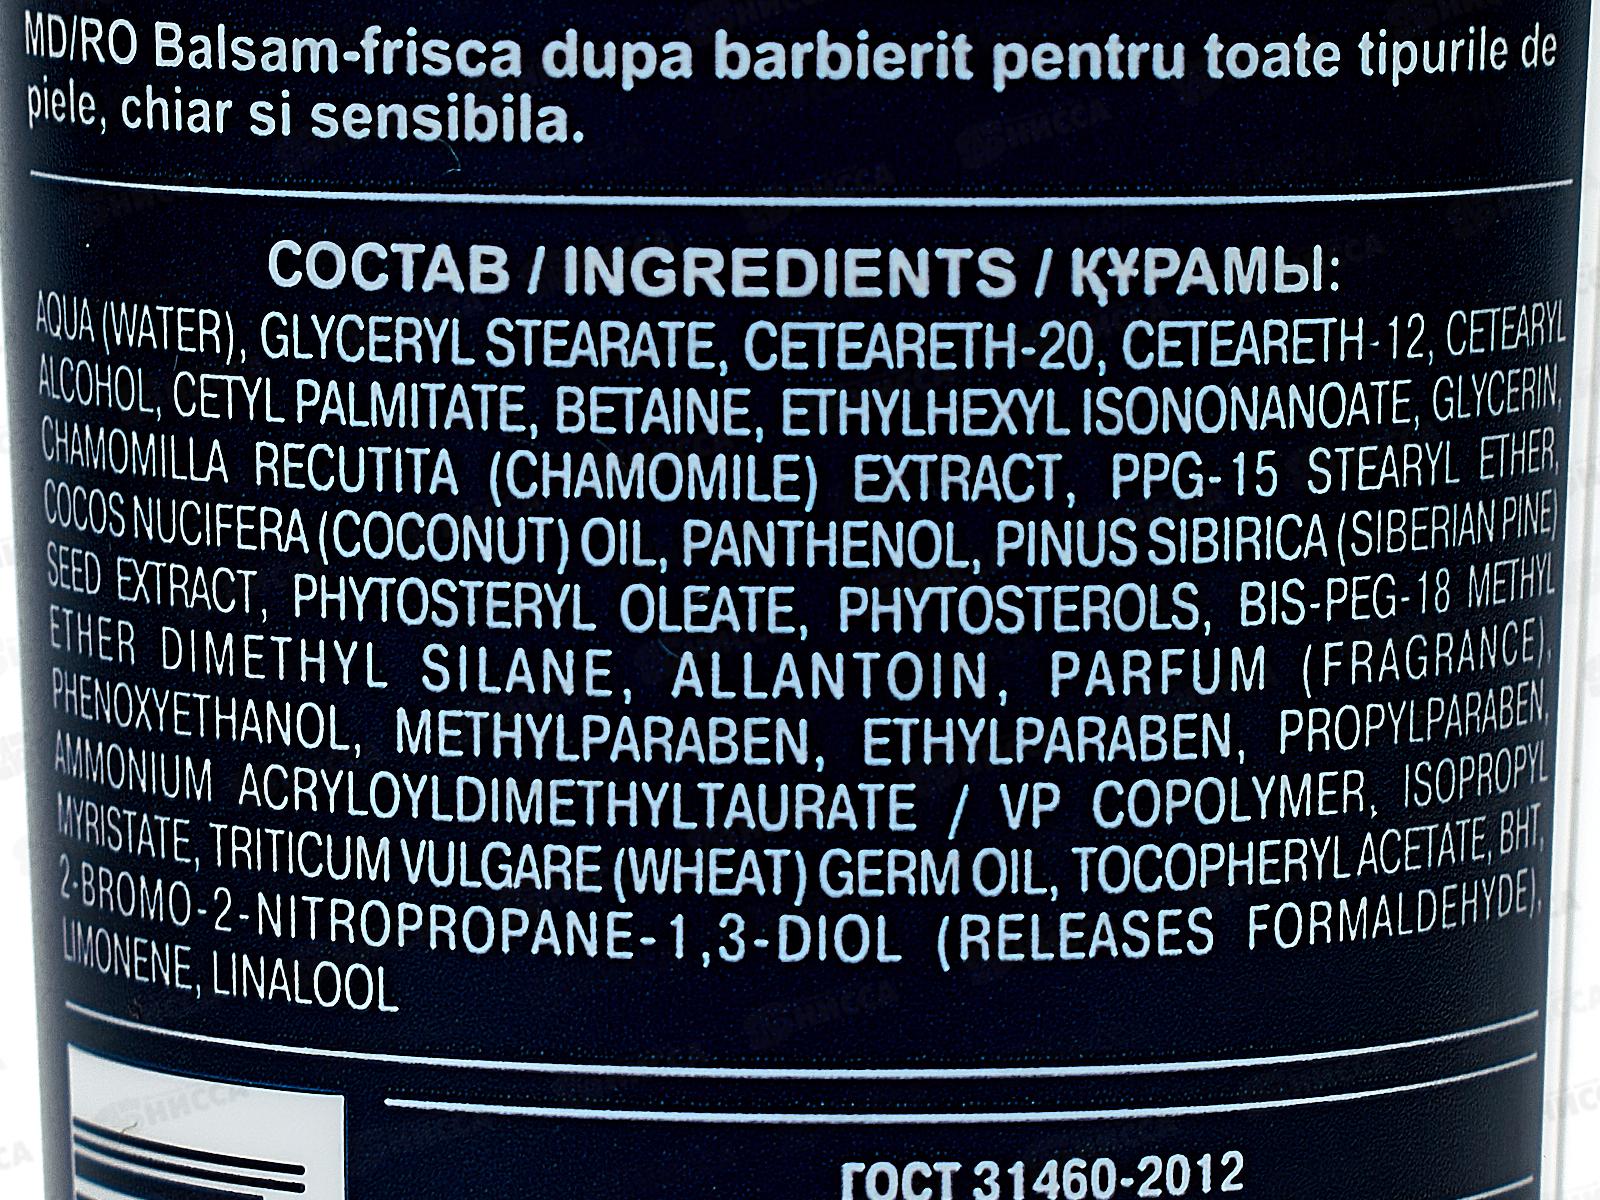 MD/RO Balsam-frisca dupa barbierit pentru toate tipurile de
piele, chiar si sensibila.
СОСТАВ / INGREDIENTS / ҚҰРАМЫ:
AQUA (WATER), GLYCERYL STEARATE, CETEARETH-20, CETEARETH-12, CETEARYL
ALCOHOL, CETYL PALMITATE, BETAINE, ETHYLHEXYL ISONONANOATE, GLYCERIN,
CHAMOMILLA RECUTITA (CHAMOMILE) EXTRACT, PPG-15 STEARYL ETHER,
COCOS NUCIFERA (COCONUT) OIL, PANTHENOL, PINUS SIBIRICA (SIBERIAN PINE)
SEED EXTRACT, PHYTOSTERYL OLEATE, PHYTOSTEROLS, BIS-PEG-18 METHYL
ETHER DIMETHYL SILANE, ALLANTOIN, PARFUM (FRAGRANCE),
PHENOXYETHANOL, METHYLPARABEN, ETHYLPARABEN, PROPYLPARABEN,
AMMONIUM ACRYLOYLDIMETHYLTAURATE / VP COPOLYMER, ISOPROPYL
MYRISTATE, TRITICUM VULGARE (WHEAT) GERM OIL, TOCOPHERYL ACETATE, BHT,
2-BROMO-2-NITROPROPANE-1,3-DIOL (RELEASES FORMALDEHYDE),
LIMONENE, LINALOOL
ГОСТ 31460-2012